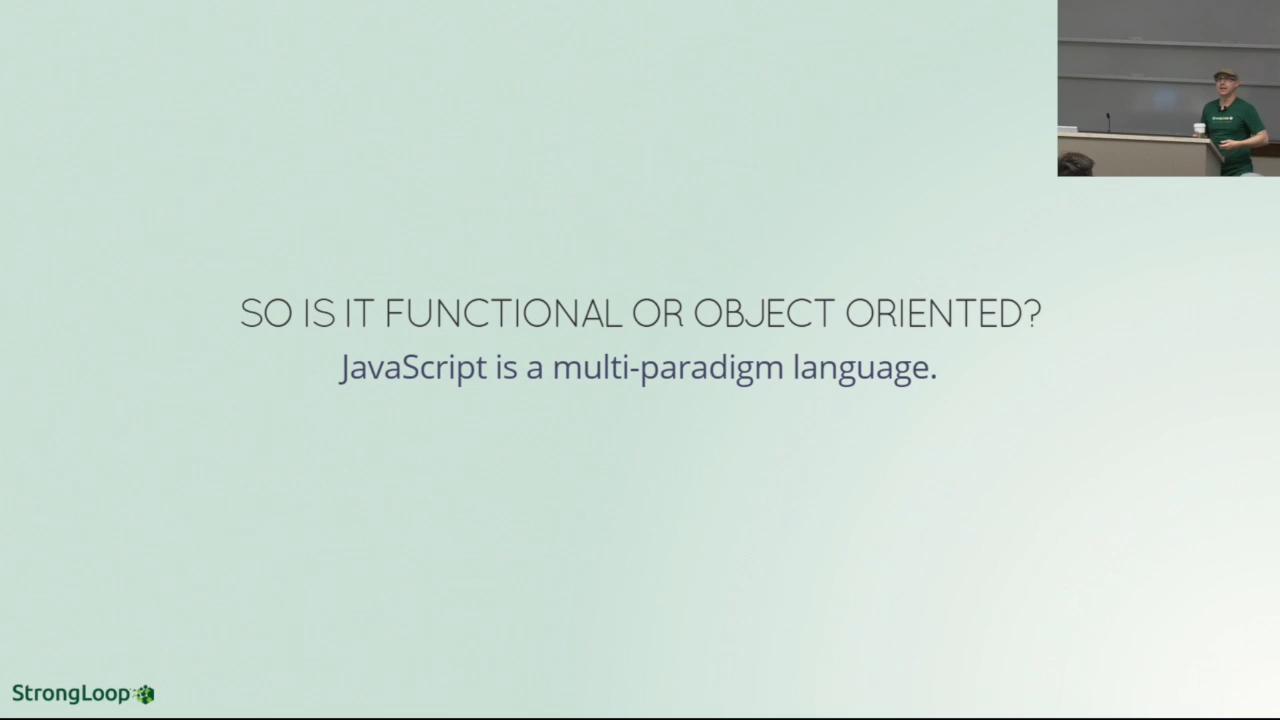 SO IS IT FUNCTIONAL OR OBJECT ORIENTED?
JavaScript is a multi-paradigm language.
StrongLoop